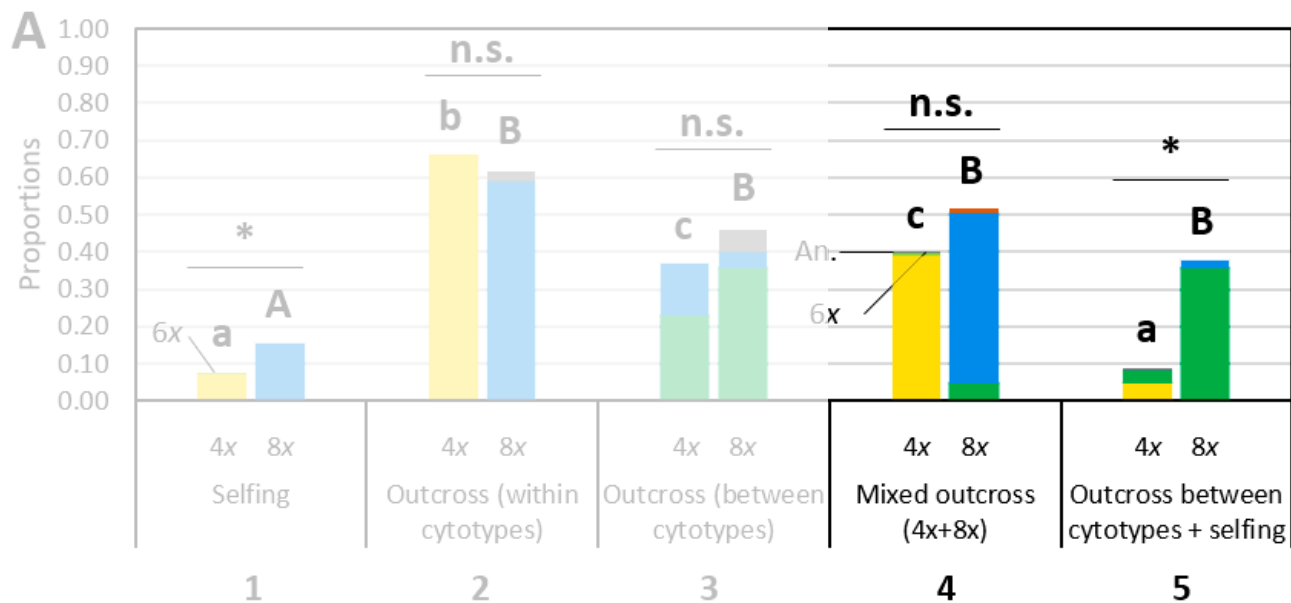 A
Proportions
1.00
0.90
0.80
0.70
0.60
0.50
0.40
0.30
0.20
0.10
0.00
*
6x
a
A
n.s.
b
B
n.s.
c
B
n.s.
c
B
An.
6x
*
a
B
4x 8x
Selfing
4x 8x
Outcross (within
cytotypes)
4x 8x
Outcross (between
cytotypes)
4x 8x
Mixed outcross
(4x+8x)
4x 8x
Outcross between
cytotypes + selfing
1 2 3 4 5